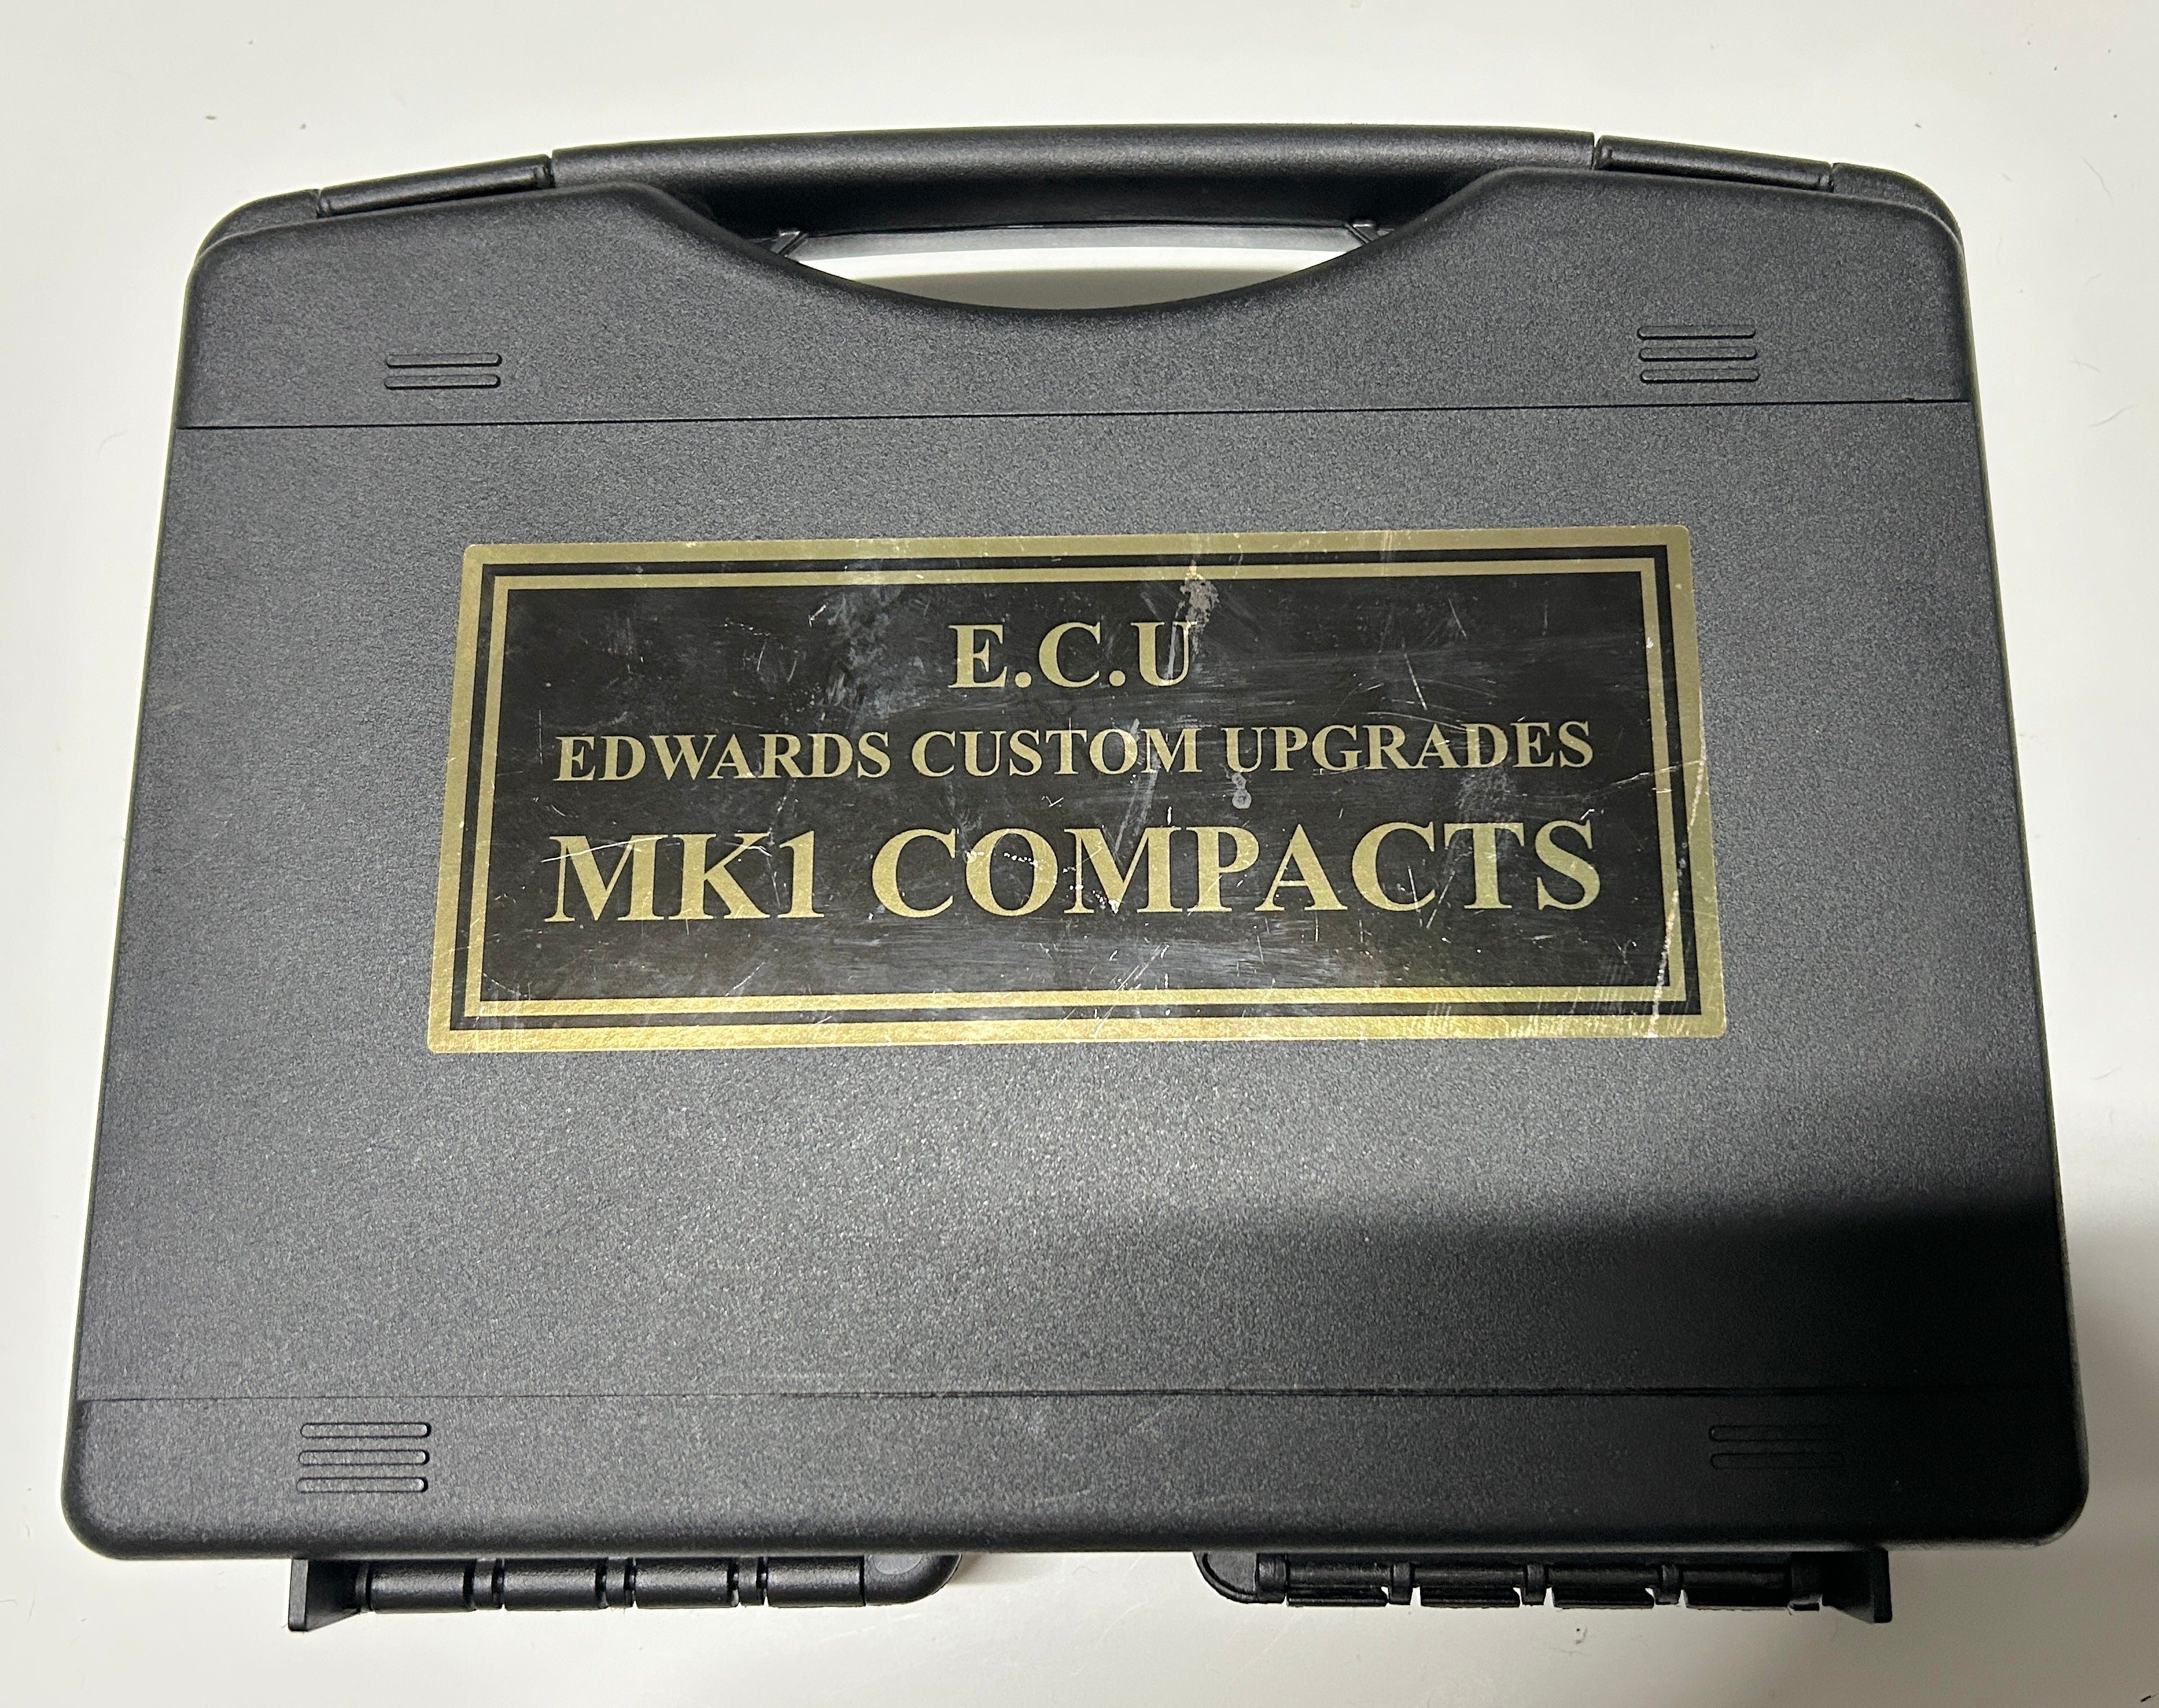 E.C.U
EDWARDS CUSTOM UPGRADES
MK1 COMPACTS